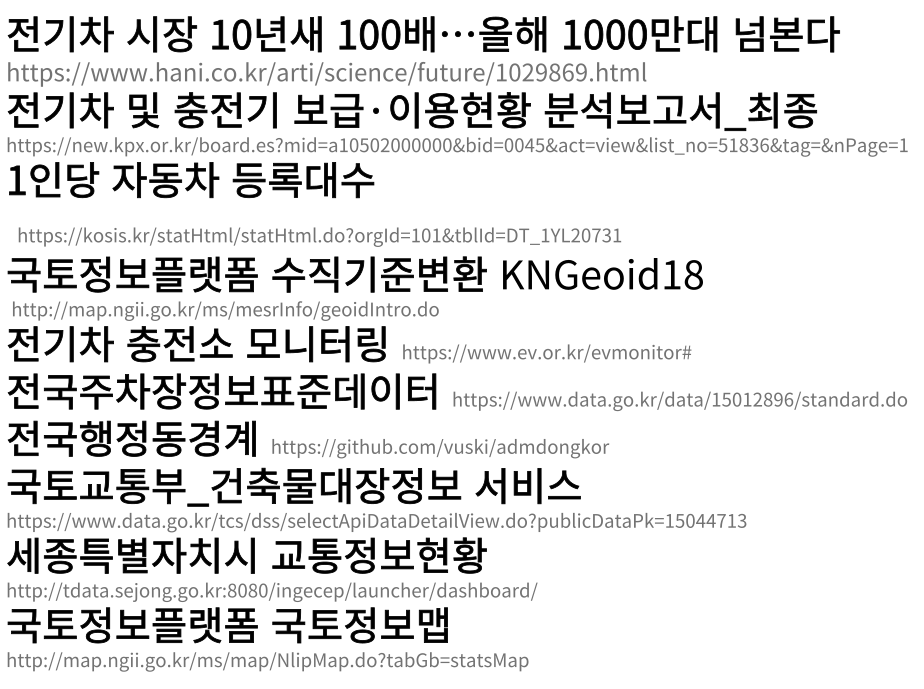 전기차 시장 10년새 100배…올해 1000만대 넘본다
https://www.hani.co.kr/arti/science/future/1029869.html
전기차 및 충전기 보급·이용현황 분석보고서_최종
https://new.kpx.or.kr/board.es?mid=a10502000000&bid=0045&act=view&list_no=51836&tag=&nPage=1
1인당 자동차 등록대수
https://kosis.kr/statHtml/statHtml.do?orgId=101&tblId=DT_1YL20731
국토정보플랫폼 수직기준변환 KNGeoid18
http://map.ngii.go.kr/ms/mesrInfo/geoidIntro.do
전기차 충전소 모니터링 https://www.ev.or.kr/evmonitor#
전국주차장정보표준데이터 https://www.data.go.kr/data/15012896/standard.do
전국행정동경계 https://github.com/vuski/admdongkor
국토교통부_건축물대장정보 서비스
https://www.data.go.kr/tcs/dss/selectApiDataDetailView.do?publicDataPk=15044713
세종특별자치시 교통정보현황
http://tdata.sejong.go.kr:8080/ingecep/launcher/dashboard/
국토정보플랫폼 국토정보맵
http://map.ngii.go.kr/ms/map/NlipMap.do?tabGb=statsMap